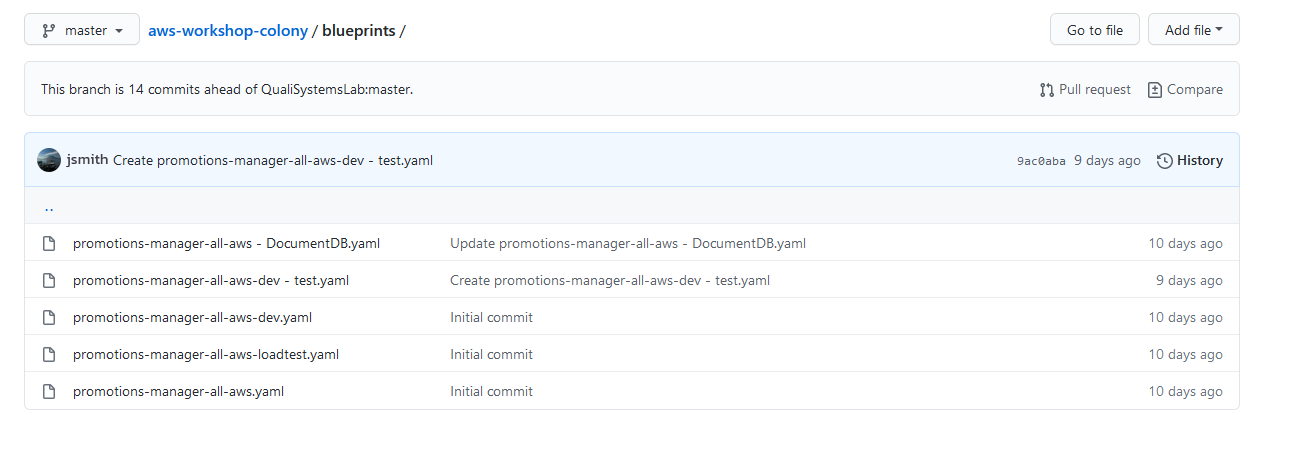 master aws-workshop-colony / blueprints / Go to file Add file
This branch is 14 commits ahead of QualiSystemsLab:master. Pull request Compare
jsmith Create promotions-manager-all-aws-dev - test.yaml 9ac0aba 9 days ago History
..
promotions-manager-all-aws - DocumentDB.yaml Update promotions-manager-all-aws - DocumentDB.yaml 10 days ago
promotions-manager-all-aws-dev - test.yaml Create promotions-manager-all-aws-dev - test.yaml 9 days ago
promotions-manager-all-aws-dev.yaml Initial commit 10 days ago
promotions-manager-all-aws-loadtest.yaml Initial commit 10 days ago
promotions-manager-all-aws.yaml Initial commit 10 days ago